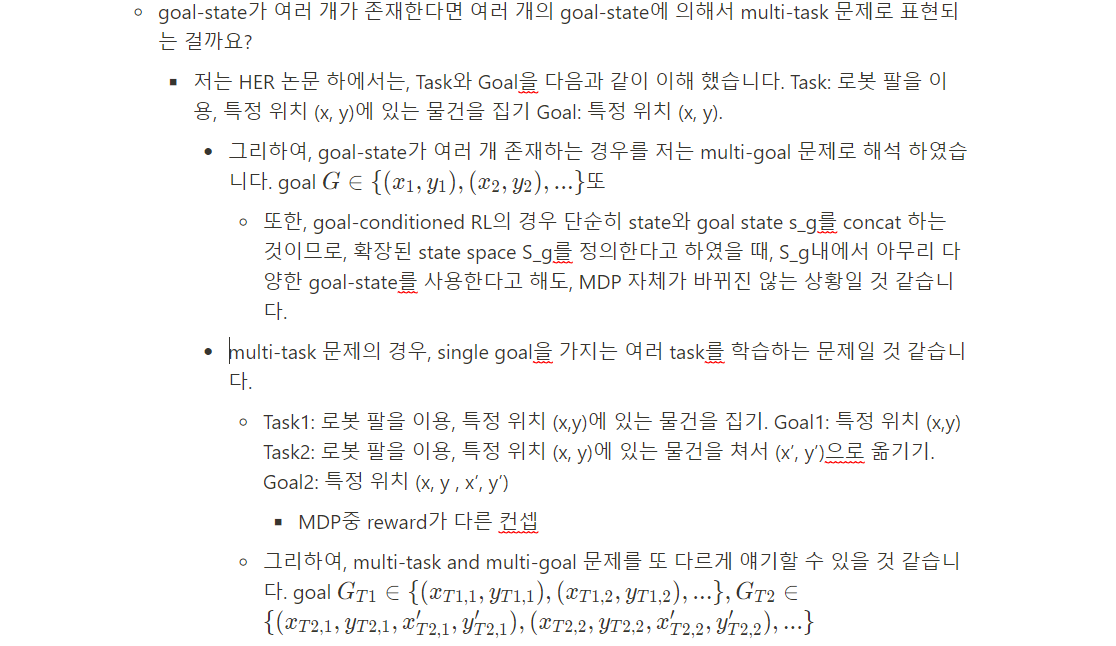 goal-state가 여러 개가 존재한다면 여러 개의 goal-state에 의해서 multi-task 문제로 표현되
는 걸까요?
저는 HER 논문 하에서는, Task와 Goal을 다음과 같이 이해 했습니다. Task: 로봇 팔을 이
용, 특정 위치 (x, y)에 있는 물건을 집기 Goal: 특정 위치 (x, y).
그리하여, goal-state가 여러 개 존재하는 경우를 저는 multi-goal 문제로 해석 하였습
니다. goal G ∈ {(x₁, y₁), (x₂, y₂), ...}또
또한, goal-conditioned RL의 경우 단순히 state와 goal state s_g를 concat 하는
것이므로, 확장된 state space S_g를 정의한다고 하였을 때, S_g내에서 아무리 다
양한 goal-state를 사용한다고 해도, MDP 자체가 바뀌진 않는 상황일 것 같습니
다.
multi-task 문제의 경우, single goal을 가지는 여러 task를 학습하는 문제일 것 같습니
다.
Task1: 로봇 팔을 이용, 특정 위치 (x,y)에 있는 물건을 집기. Goal1: 특정 위치 (x,y)
Task2: 로봇 팔을 이용, 특정 위치 (x, y)에 있는 물건을 쳐서 (x’, y’)으로 옮기기.
Goal2: 특정 위치 (x, y , x’, y’)
MDP중 reward가 다른 컨셉
그리하여, multi-task and multi-goal 문제를 또 다르게 얘기할 수 있을 것 같습니
다. goal G_{T1} ∈ {(x_{T1,1}, y_{T1,1}), (x_{T1,2}, y_{T1,2}), ...}, G_{T2} ∈
{(x_{T2,1}, y_{T2,1}, x′_{T2,1}, y′_{T2,1}), (x_{T2,2}, y_{T2,2}, x′_{T2,2}, y′_{T2,2}), ...}